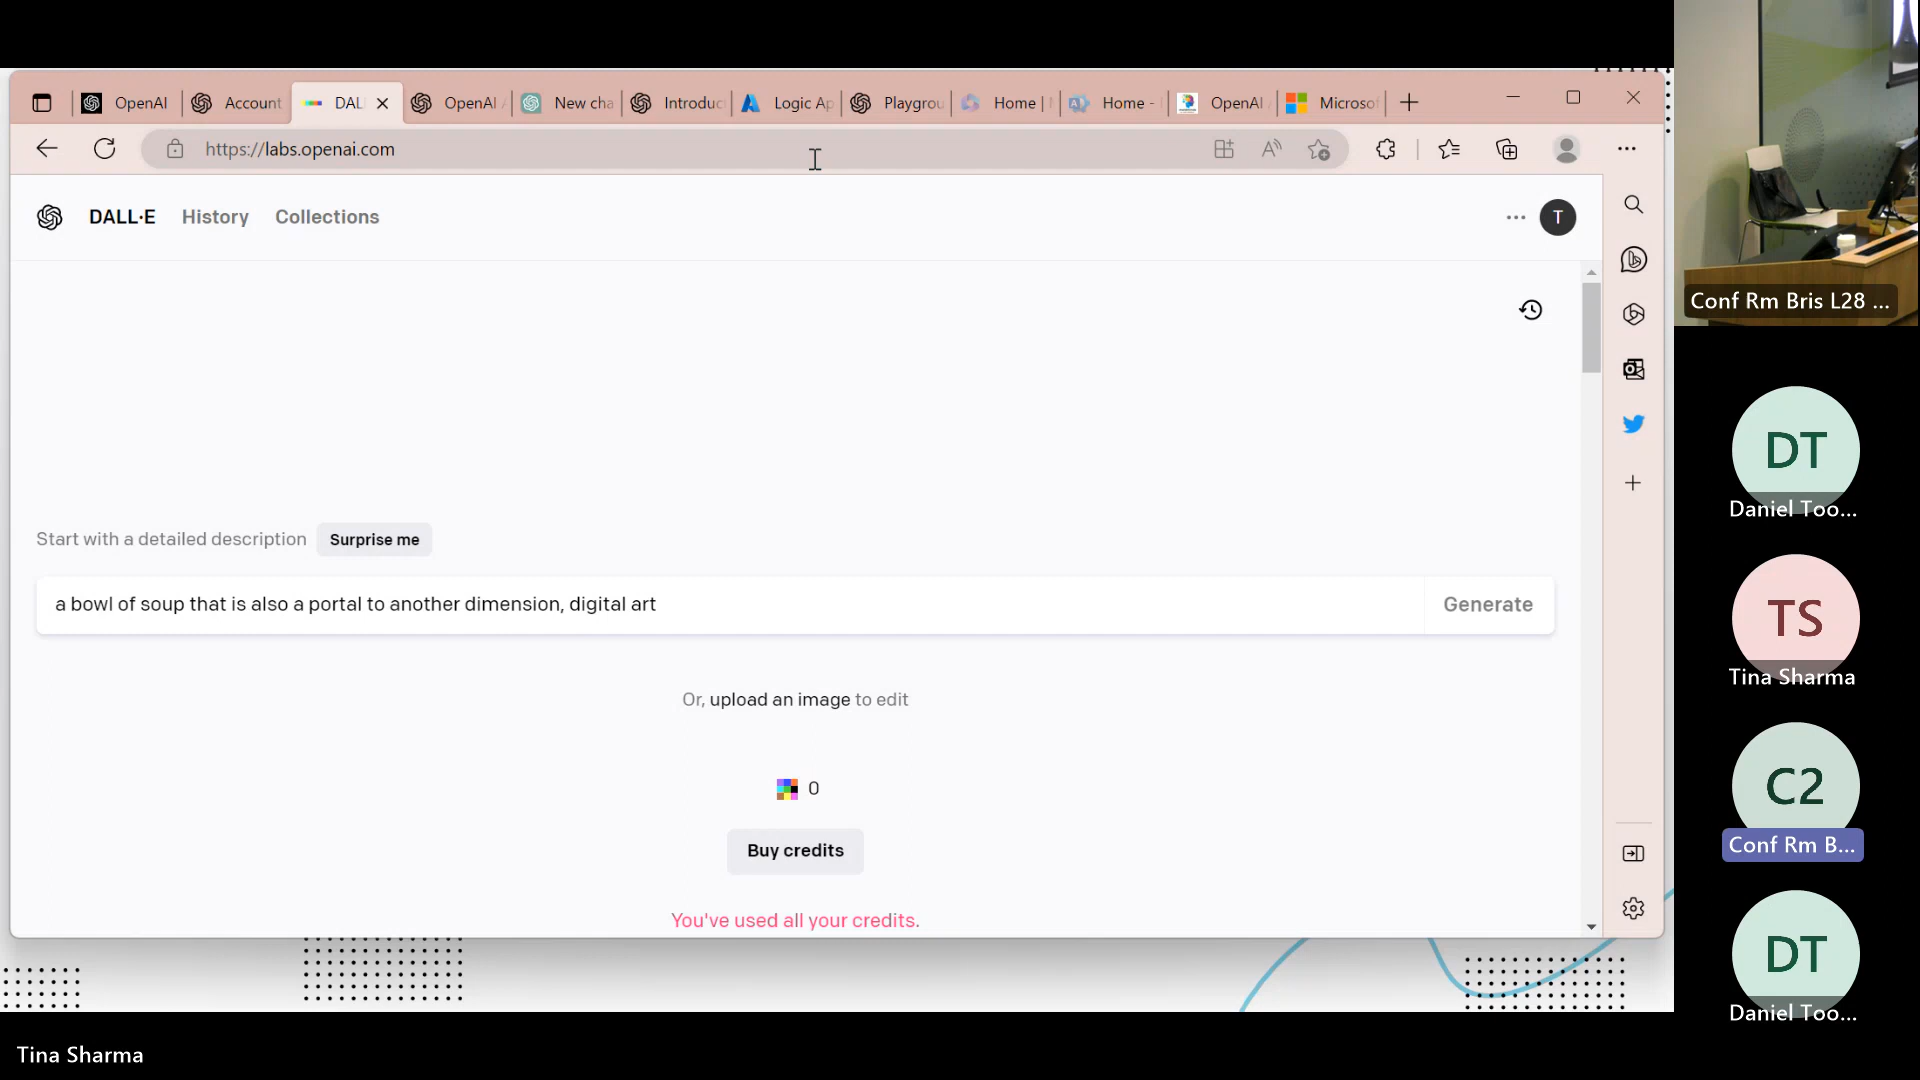 OpenAI
Account
DAL
OpenAI
New cha
Introduc
Logic Ap
Playgrou
Home |
Home -
OpenAI
Microsof
https://labs.openai.com
DALL·E
History
Collections
T
Start with a detailed description
Surprise me
a bowl of soup that is also a portal to another dimension, digital art
Generate
Or, upload an image to edit
0
Buy credits
You've used all your credits.
Conf Rm Bris L28 ...
DT
Daniel Too...
TS
Tina Sharma
C2
Conf Rm B...
DT
Daniel Too...
Tina Sharma